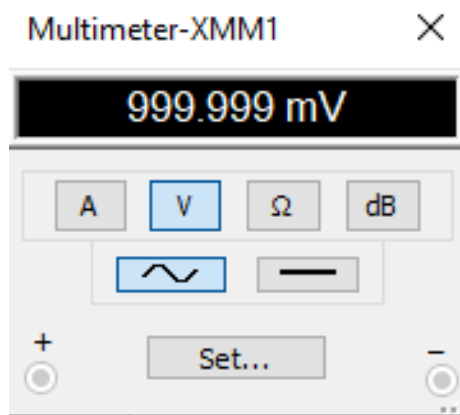 Multimeter-XMM1
999.999 mV
A V Ω dB
+ Set... –